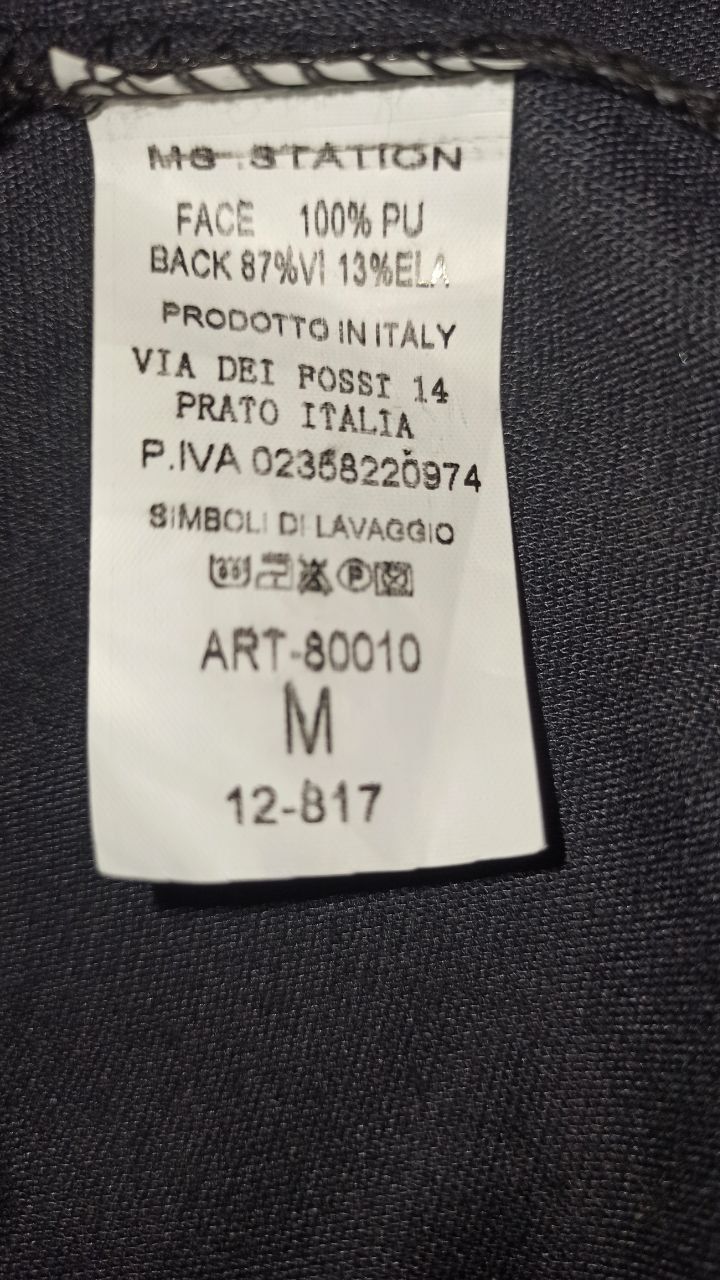 MS .STATION
FACE 100% PU
BACK 87%VI 13%ELA
PRODOTTO IN ITALY
VIA DEI FOSSI 14
PRATO ITALIA
P.IVA 02368220974
SIMBOLI DI LAVAGGIO
P
ART-80010
M
12-817